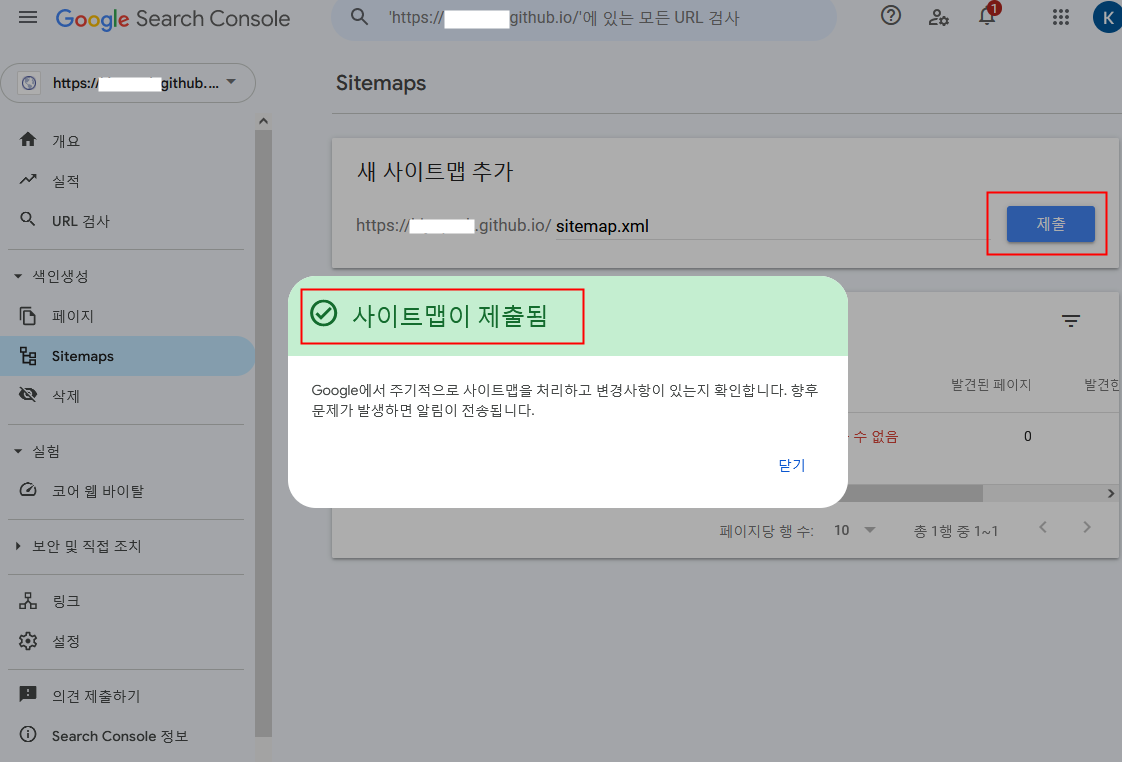 Google Search Console
'https:// github.io/'에 있는 모든 URL 검사
1
K
https:// github....
Sitemaps
개요
실적
URL 검사
색인생성
페이지
Sitemaps
삭제
실험
코어 웹 바이탈
보안 및 직접 조치
링크
설정
의견 제출하기
Search Console 정보
새 사이트맵 추가
https:// .github.io/ sitemap.xml
제출
사이트맵이 제출됨
Google에서 주기적으로 사이트맵을 처리하고 변경사항이 있는지 확인합니다. 향후
문제가 발생하면 알림이 전송됩니다.
닫기
발견된 페이지 발견한
수 없음 0
페이지당 행 수: 10 총 1행 중 1~1